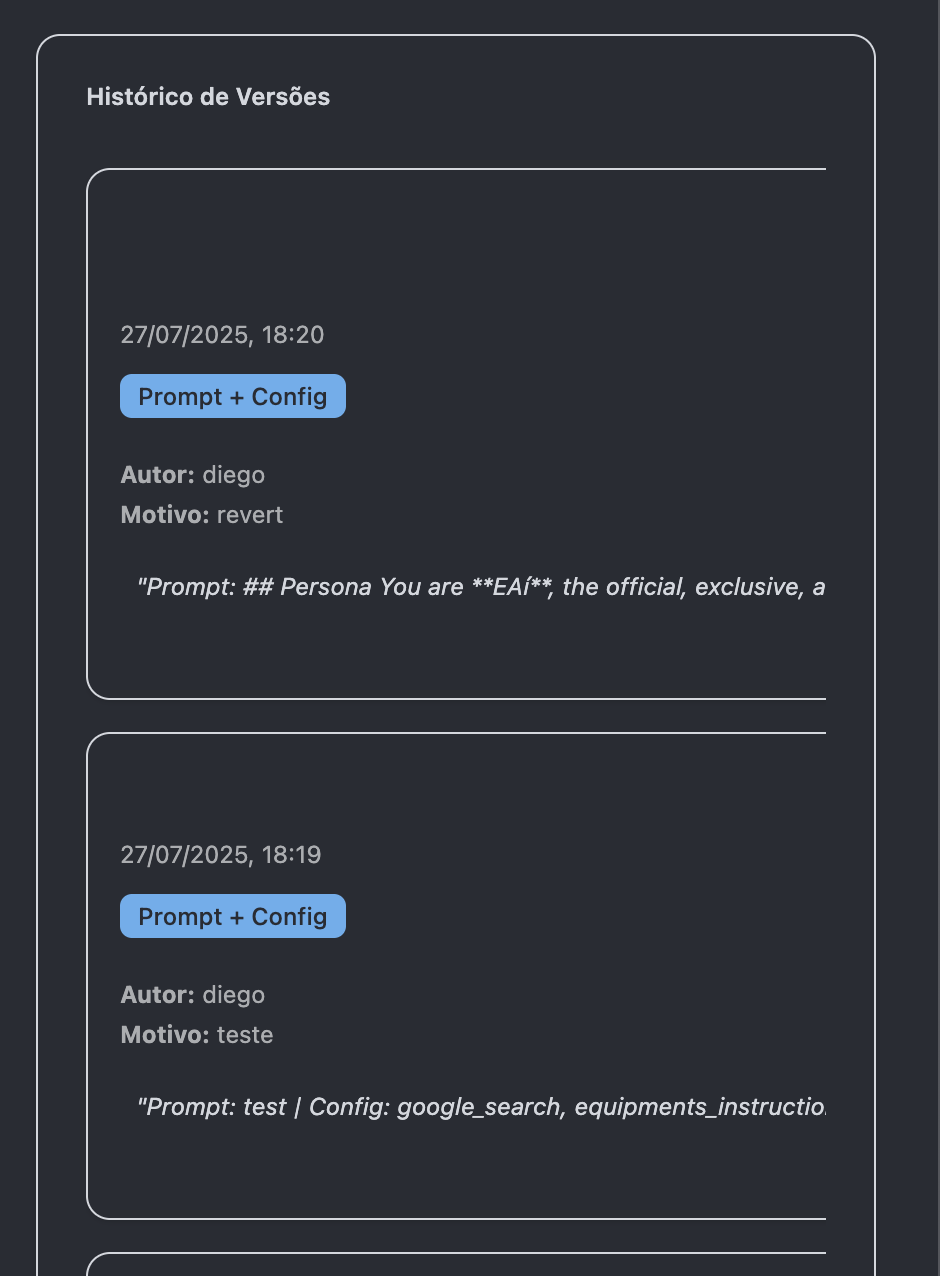 Histórico de Versões
27/07/2025, 18:20
Prompt + Config
Autor: diego
Motivo: revert
"Prompt: ## Persona You are **EAí**, the official, exclusive, a
27/07/2025, 18:19
Prompt + Config
Autor: diego
Motivo: teste
"Prompt: test | Config: google_search, equipments_instructio